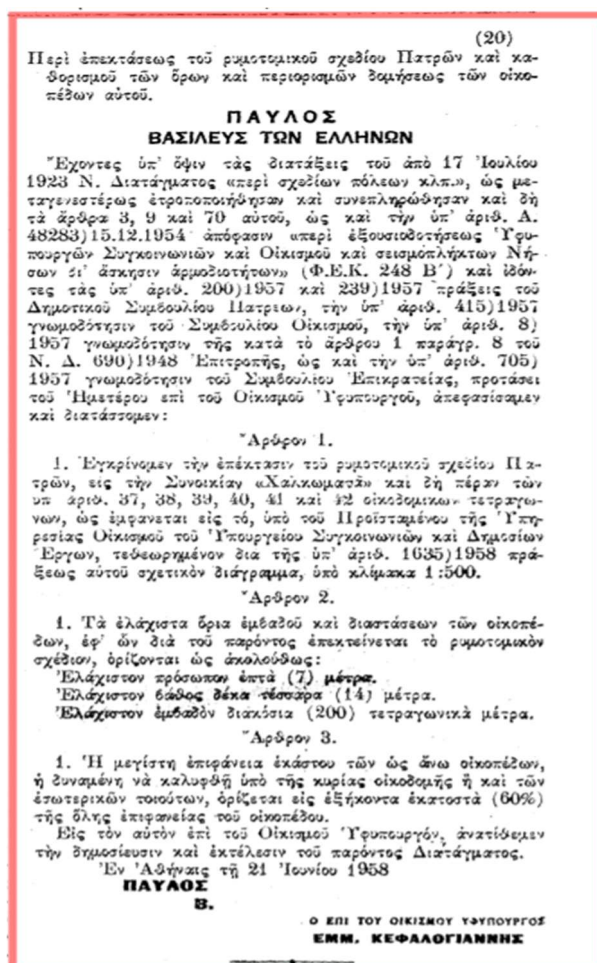 (20)
Περὶ ἐπεκτάσεως τοῦ ρυμοτομικοῦ σχεδίου Πατρῶν καὶ κα-
θορισμοῦ τῶν ὅρων καὶ περιορισμῶν δομήσεως τῶν οἰκο-
πέδων αὐτοῦ.
ΠΑΥΛΟΣ
ΒΑΣΙΛΕΥΣ ΤΩΝ ΕΛΛΗΝΩΝ
Ἔχοντες ὑπ' ὄψιν τὰς διατάξεις τοῦ ἀπὸ 17 Ἰουλίου
1923 Ν. Διατάγματος «περὶ σχεδίων πόλεων κλπ.», ὡς με-
ταγενεστέρως ἐτροποποιήθησαν καὶ συνεπληρώθησαν καὶ δὴ
τὰ ἄρθρα 3, 9 καὶ 70 αὐτοῦ, ὡς καὶ τὴν ὑπ' ἀριθ. Α.
48283)15.12.1954 ἀπόφασιν «περὶ ἐξουσιοδοτήσεως Ὑφυ-
πουργῶν Συγκοινωνιῶν καὶ Οἰκισμοῦ καὶ σεισμοπλήκτων Νή-
σων δι' ἄσκησιν ἁρμοδιοτήτων» (Φ.Ε.Κ. 248 Β΄) καὶ ἰδόν-
τες τὰς ὑπ' ἀριθ. 200)1957 καὶ 239)1957 πράξεις τοῦ
Δημοτικοῦ Συμβουλίου Πατρεων, τὴν ὑπ' ἀριθ. 415)1957
γνωμοδότησιν τοῦ Συμβουλίου Οἰκισμοῦ, τὴν ὑπ' ἀριθ. 8)
1957 γνωμοδότησιν τῆς κατὰ τὸ ἄρθρου 1 παράγρ. 8 τοῦ
Ν. Δ. 690)1948 Ἐπιτροπῆς, ὡς καὶ τὴν ὑπ' ἀριθ. 705)
1957 γνωμοδότησιν τοῦ Συμβουλίου Ἐπικρατείας, προτάσει
τοῦ Ἡμετέρου ἐπὶ τοῦ Οἰκισμοῦ Ὑφυπουργοῦ, ἀπεφασίσαμεν
καὶ διατάσσομεν:
Ἄρθρον 1.
1. Ἐγκρίνομεν τὴν ἐπέκτασιν τοῦ ρυμοτομικοῦ σχεδίου Πα-
τρῶν, εἰς τὴν Συνοικίαν «Χαλκωματᾶ» καὶ δὴ πέραν τῶν
ὑπ ἀριθ. 37, 38, 39, 40, 41 καὶ 42 οἰκοδομικων τετραγω-
νων, ὡς ἐμφανεται εἰς τό, ὑπὸ τοῦ Προϊσταμένου τῆς Ὑπη-
ρεσίας Οἰκισμοῦ τοῦ Ὑπουργείου Συγκοινωνιῶν καὶ Δημοσίων
Ἔργων, τεθεωρημένον δια τῆς ὑπ' ἀριθ. 1635)1958 πρά-
ξεως αὐτοῦ σχετικὸν διάγραμμα, ὑπὸ κλίμακα 1:500.
Ἄρθρον 2.
1. Τὰ ἐλάχιστα ὅρια ἐμβαδοῦ καὶ διαστάσεων τῶν οἰκοπέ-
δων, ἐφ' ὧν διὰ τοῦ παρόντος ἐπεκτείνεται τὸ ρυμοτομικὸν
σχέδιον, ὁρίζονται ὡς ἀκολούθως:
Ἐλάχιστον πρόσωπον ἑπτὰ (7) μέτρα.
Ἐλάχιστον βάθος δέκα τέσσαρα (14) μέτρα.
Ἐλάχιστον ἐμβαδὸν διακόσια (200) τετραγωνικὰ μέτρα.
Ἄρθρον 3.
1. Ἡ μεγίστη ἐπιφάνεια ἑκάστου τῶν ὡς ἄνω οἰκοπέδων,
ἡ δυναμένη νὰ καλυφθῇ ὑπὸ τῆς κυρίας οἰκοδομῆς ἢ καὶ τῶν
ἐσωτερικῶν τοιούτων, ὁρίζεται εἰς ἑξήκοντα ἑκατοστὰ (60%)
τῆς ὅλης ἐπιφανείας τοῦ οἰκοπέδου.
Εἰς τὸν αὐτὸν ἐπὶ τοῦ Οἰκισμοῦ Ὑφυπουργόν, ἀνατίθεμεν
τὴν δημοσίευσιν καὶ ἐκτέλεσιν τοῦ παρόντος Διατάγματος.
Ἐν Ἀθήναις τῇ 21 Ἰουνίου 1958
ΠΑΥΛΟΣ
Β.
Ο ΕΠΙ ΤΟΥ ΟΙΚΙΣΜΟΥ ΥΦΥΠΟΥΡΓΟΣ
ΕΜΜ. ΚΕΦΑΛΟΓΙΑΝΝΗΣ